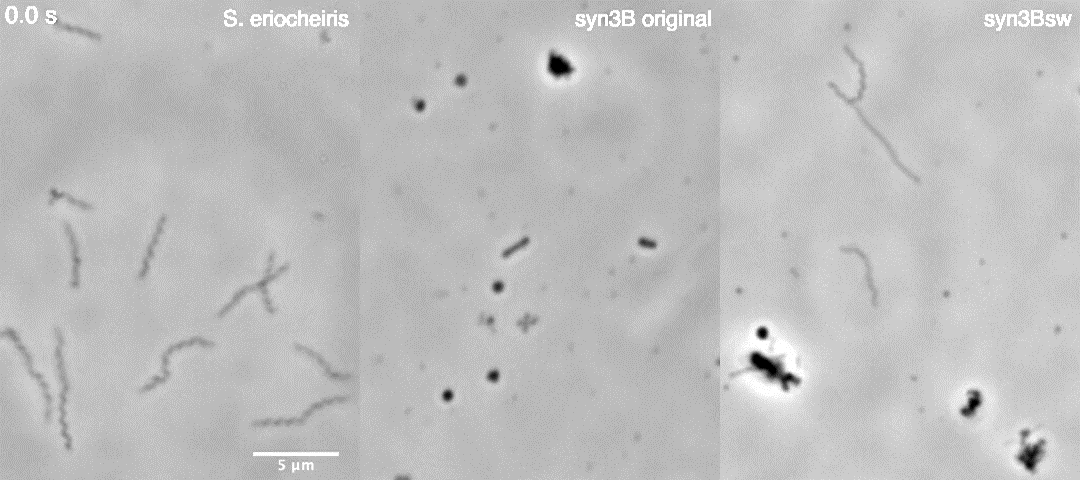 0.0 s
S. eriocheiris
syn3B original
syn3Bsw
5 µm